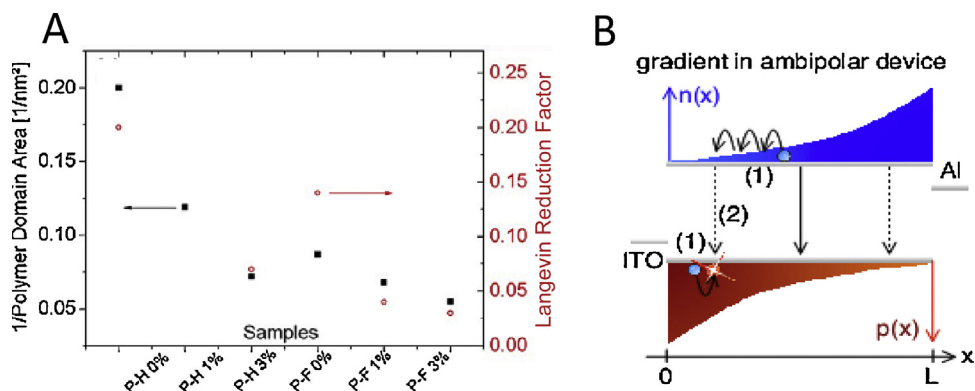 A
1/Polymer Domain Area [1/nm²]
0.20
0.15
0.10
0.05
0.25
0.20
0.15
0.10
0.05
0.00
Langevin Reduction Factor
Samples
P-H 0%
P-H 1%
P-H 3%
P-F 0%
P-F 1%
P-F 3%
B
gradient in ambipolar device
n(x)
(1)
Al
(2)
(1)
ITO
p(x)
0
L
x